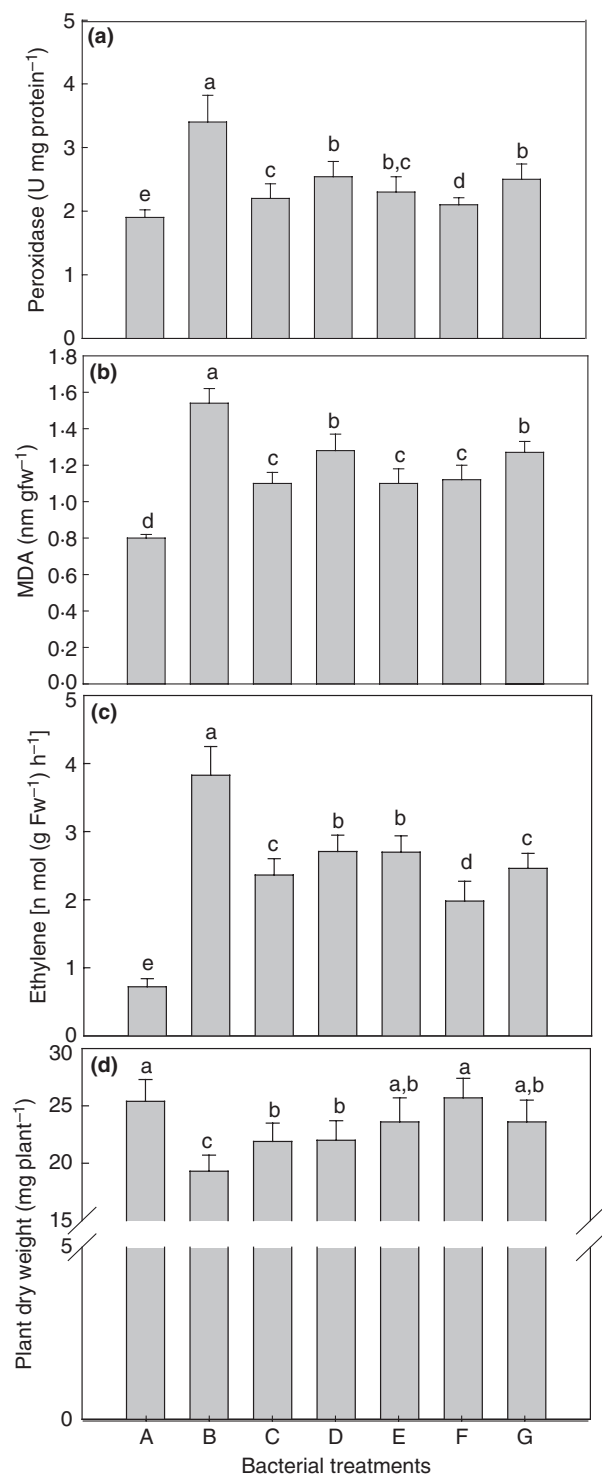 (a)
Peroxidase (U mg protein⁻¹)
5
4
3
2
1
0
e
a
c
b
b,c
d
b
(b)
MDA (nm gfw⁻¹)
1·8
1·6
1·4
1·2
1·0
0·8
0·6
0·4
0·2
0·0
d
a
c
b
c
c
b
(c)
Ethylene [n mol (g Fw⁻¹) h⁻¹]
5
4
3
2
1
0
e
a
c
b
b
d
c
(d)
Plant dry weight (mg plant⁻¹)
30
25
20
15
5
0
a
c
b
b
a,b
a
a,b
A B C D E F G
Bacterial treatments